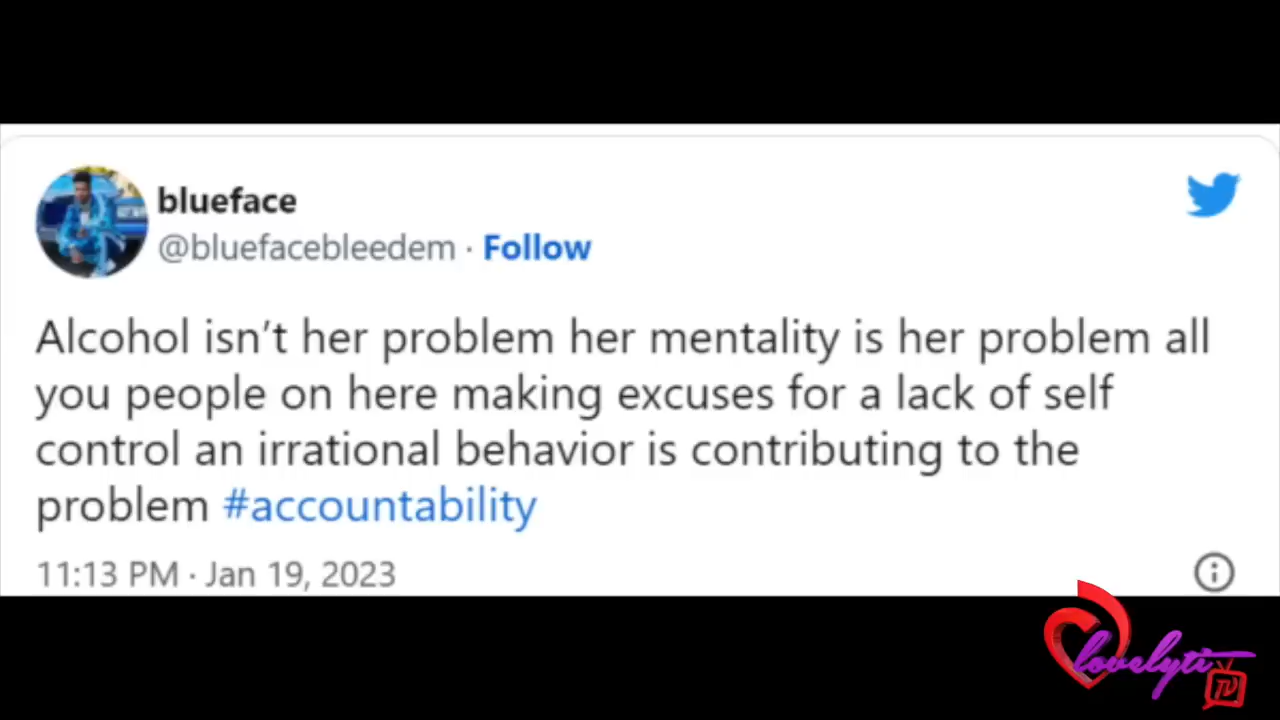 blueface
@bluefacebleedem · Follow
Alcohol isn't her problem her mentality is her problem all
you people on here making excuses for a lack of self
control an irrational behavior is contributing to the
problem #accountability
11:13 PM · Jan 19, 2023
lovelyti
TV